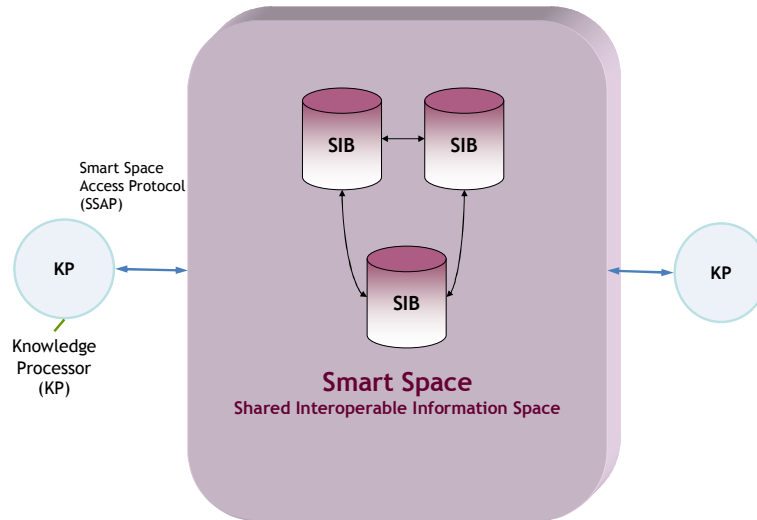 SIB
SIB
Smart Space
Access Protocol
(SSAP)
KP
KP
SIB
Knowledge
Processor
(KP)
Smart Space
Shared Interoperable Information Space